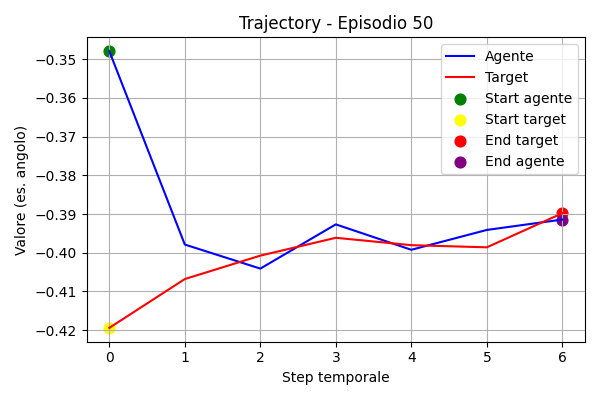 Trajectory - Episodio 50
Valore (es. angolo)
−0.35
−0.36
−0.37
−0.38
−0.39
−0.40
−0.41
−0.42
Agente
Target
Start agente
Start target
End target
End agente
0 1 2 3 4 5 6
Step temporale